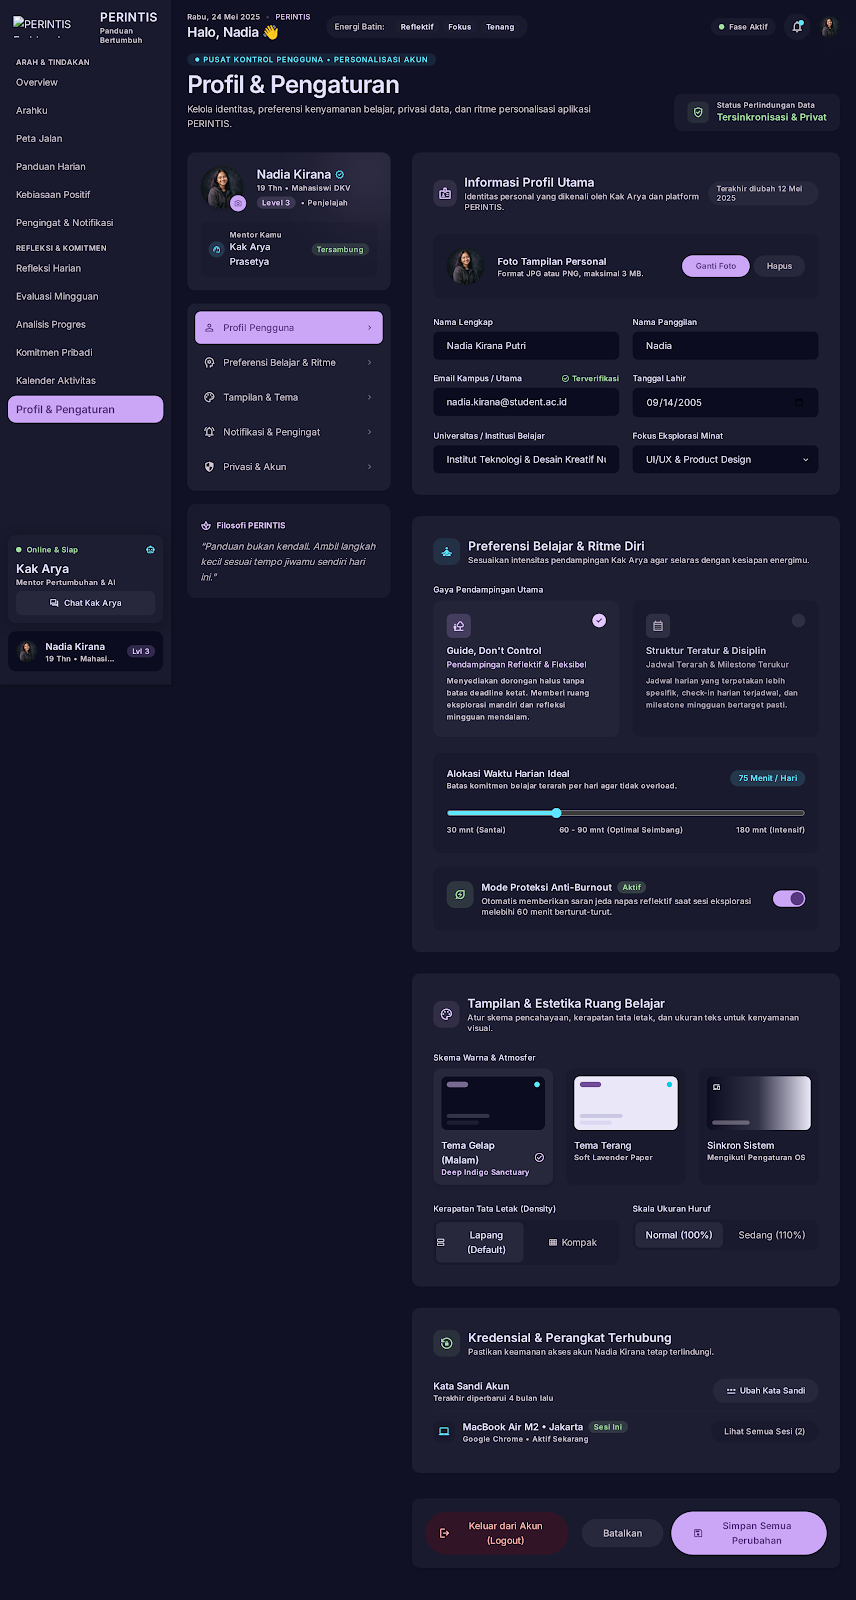 PERINTIS
PERINTIS
Panduan
Bertumbuh
ARAH & TINDAKAN
Overview
Arahku
Peta Jalan
Panduan Harian
Kebiasaan Positif
Pengingat & Notifikasi
REFLEKSI & KOMITMEN
Refleksi Harian
Evaluasi Mingguan
Analisis Progres
Komitmen Pribadi
Kalender Aktivitas
Profil & Pengaturan
Online & Siap
Kak Arya
Mentor Pertumbuhan & AI
Chat Kak Arya
Nadia Kirana
19 Thn • Mahasi...
Lvl 3
Rabu, 24 Mei 2025 • PERINTIS
Halo, Nadia 👋
Energi Batin: Reflektif Fokus Tenang
Fase Aktif
PUSAT KONTROL PENGGUNA • PERSONALISASI AKUN
Profil & Pengaturan
Kelola identitas, preferensi kenyamanan belajar, privasi data, dan ritme personalisasi aplikasi
PERINTIS.
Status Perlindungan Data
Tersinkronisasi & Privat
Nadia Kirana
19 Thn • Mahasiswi DKV
Level 3 • Penjelajah
Mentor Kamu
Kak Arya
Prasetya
Tersambung
Profil Pengguna
Preferensi Belajar & Ritme
Tampilan & Tema
Notifikasi & Pengingat
Privasi & Akun
Filosofi PERINTIS
"Panduan bukan kendali. Ambil langkah
kecil sesuai tempo jiwamu sendiri hari
ini."
Informasi Profil Utama
Identitas personal yang dikenali oleh Kak Arya dan platform
PERINTIS.
Terakhir diubah 12 Mei
2025
Foto Tampilan Personal
Format JPG atau PNG, maksimal 3 MB.
Ganti Foto
Hapus
Nama Lengkap
Nadia Kirana Putri
Nama Panggilan
Nadia
Email Kampus / Utama
Terverifikasi
nadia.kirana@student.ac.id
Tanggal Lahir
09/14/2005
Universitas / Institusi Belajar
Institut Teknologi & Desain Kreatif Nu
Fokus Eksplorasi Minat
UI/UX & Product Design
Preferensi Belajar & Ritme Diri
Sesuaikan intensitas pendampingan Kak Arya agar selaras dengan kesiapan energimu.
Gaya Pendampingan Utama
Guide, Don't Control
Pendampingan Reflektif & Fleksibel
Menyediakan dorongan halus tanpa
batas deadline ketat. Memberi ruang
eksplorasi mandiri dan refleksi
mingguan mendalam.
Struktur Teratur & Disiplin
Jadwal Terarah & Milestone Terukur
Jadwal harian yang terpetakan lebih
spesifik, check-in harian terjadwal, dan
milestone mingguan bertarget pasti.
Alokasi Waktu Harian Ideal
Batas komitmen belajar terarah per hari agar tidak overload.
75 Menit / Hari
30 mnt (Santai)
60 - 90 mnt (Optimal Seimbang)
180 mnt (Intensif)
Mode Proteksi Anti-Burnout
Aktif
Otomatis memberikan saran jeda napas reflektif saat sesi eksplorasi
melebihi 60 menit berturut-turut.
Tampilan & Estetika Ruang Belajar
Atur skema pencahayaan, kerapatan tata letak, dan ukuran teks untuk kenyamanan
visual.
Skema Warna & Atmosfer
Tema Gelap
(Malam)
Deep Indigo Sanctuary
Tema Terang
Soft Lavender Paper
Sinkron Sistem
Mengikuti Pengaturan OS
Kerapatan Tata Letak (Density)
Lapang
(Default)
Kompak
Skala Ukuran Huruf
Normal (100%)
Sedang (110%)
Kredensial & Perangkat Terhubung
Pastikan keamanan akses akun Nadia Kirana tetap terlindungi.
Kata Sandi Akun
Terakhir diperbarui 4 bulan lalu
Ubah Kata Sandi
MacBook Air M2 • Jakarta
Sesi Ini
Google Chrome • Aktif Sekarang
Lihat Semua Sesi (2)
Keluar dari Akun
(Logout)
Batalkan
Simpan Semua
Perubahan